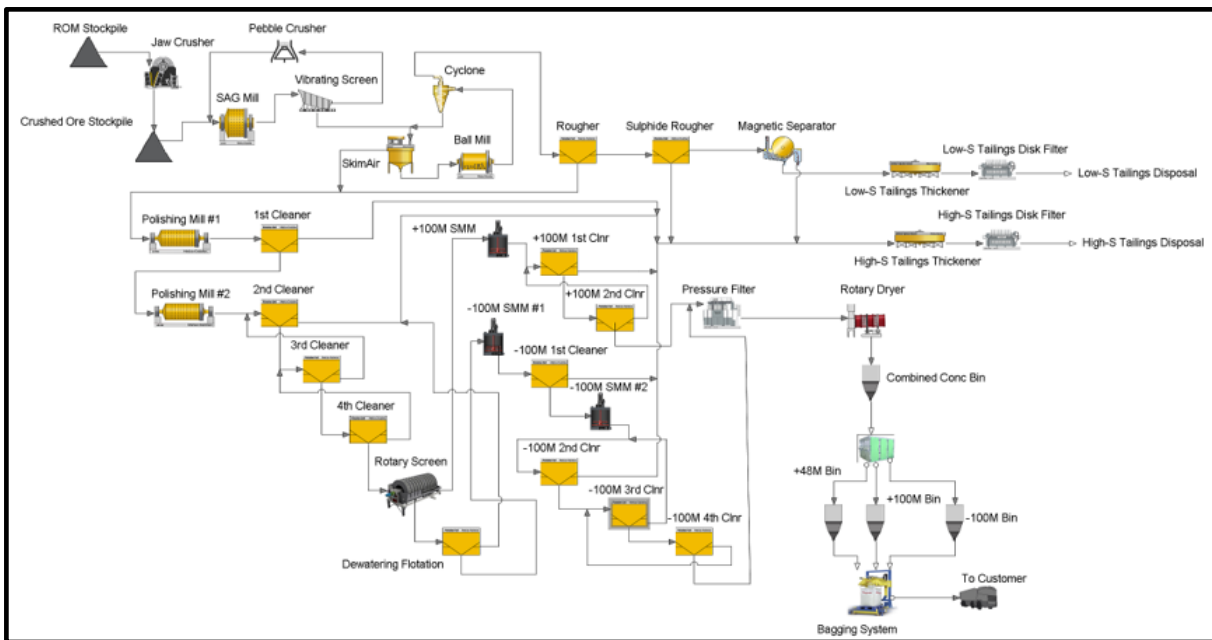 ROM Stockpile
Pebble Crusher
Jaw Crusher
Cyclone
Vibrating Screen
SAG Mill
Crushed Ore Stockpile
Rougher
Sulphide Rougher
Magnetic Separator
Ball Mill
SkimAir
Low-S Tailings Disk Filter
Low-S Tailings Disposal
Low-S Tailings Thickener
High-S Tailings Disk Filter
High-S Tailings Disposal
High-S Tailings Thickener
Polishing Mill #1
1st Cleaner
+100M SMM
+100M 1st Clnr
Polishing Mill #2
2nd Cleaner
+100M 2nd Clnr
Pressure Filter
Rotary Dryer
-100M SMM #1
3rd Cleaner
-100M 1st Cleaner
-100M SMM #2
Combined Conc Bin
4th Cleaner
-100M 2nd Clnr
Rotary Screen
-100M 3rd Clnr
-100M 4th Clnr
+48M Bin
+100M Bin
-100M Bin
Dewatering Flotation
To Customer
Bagging System